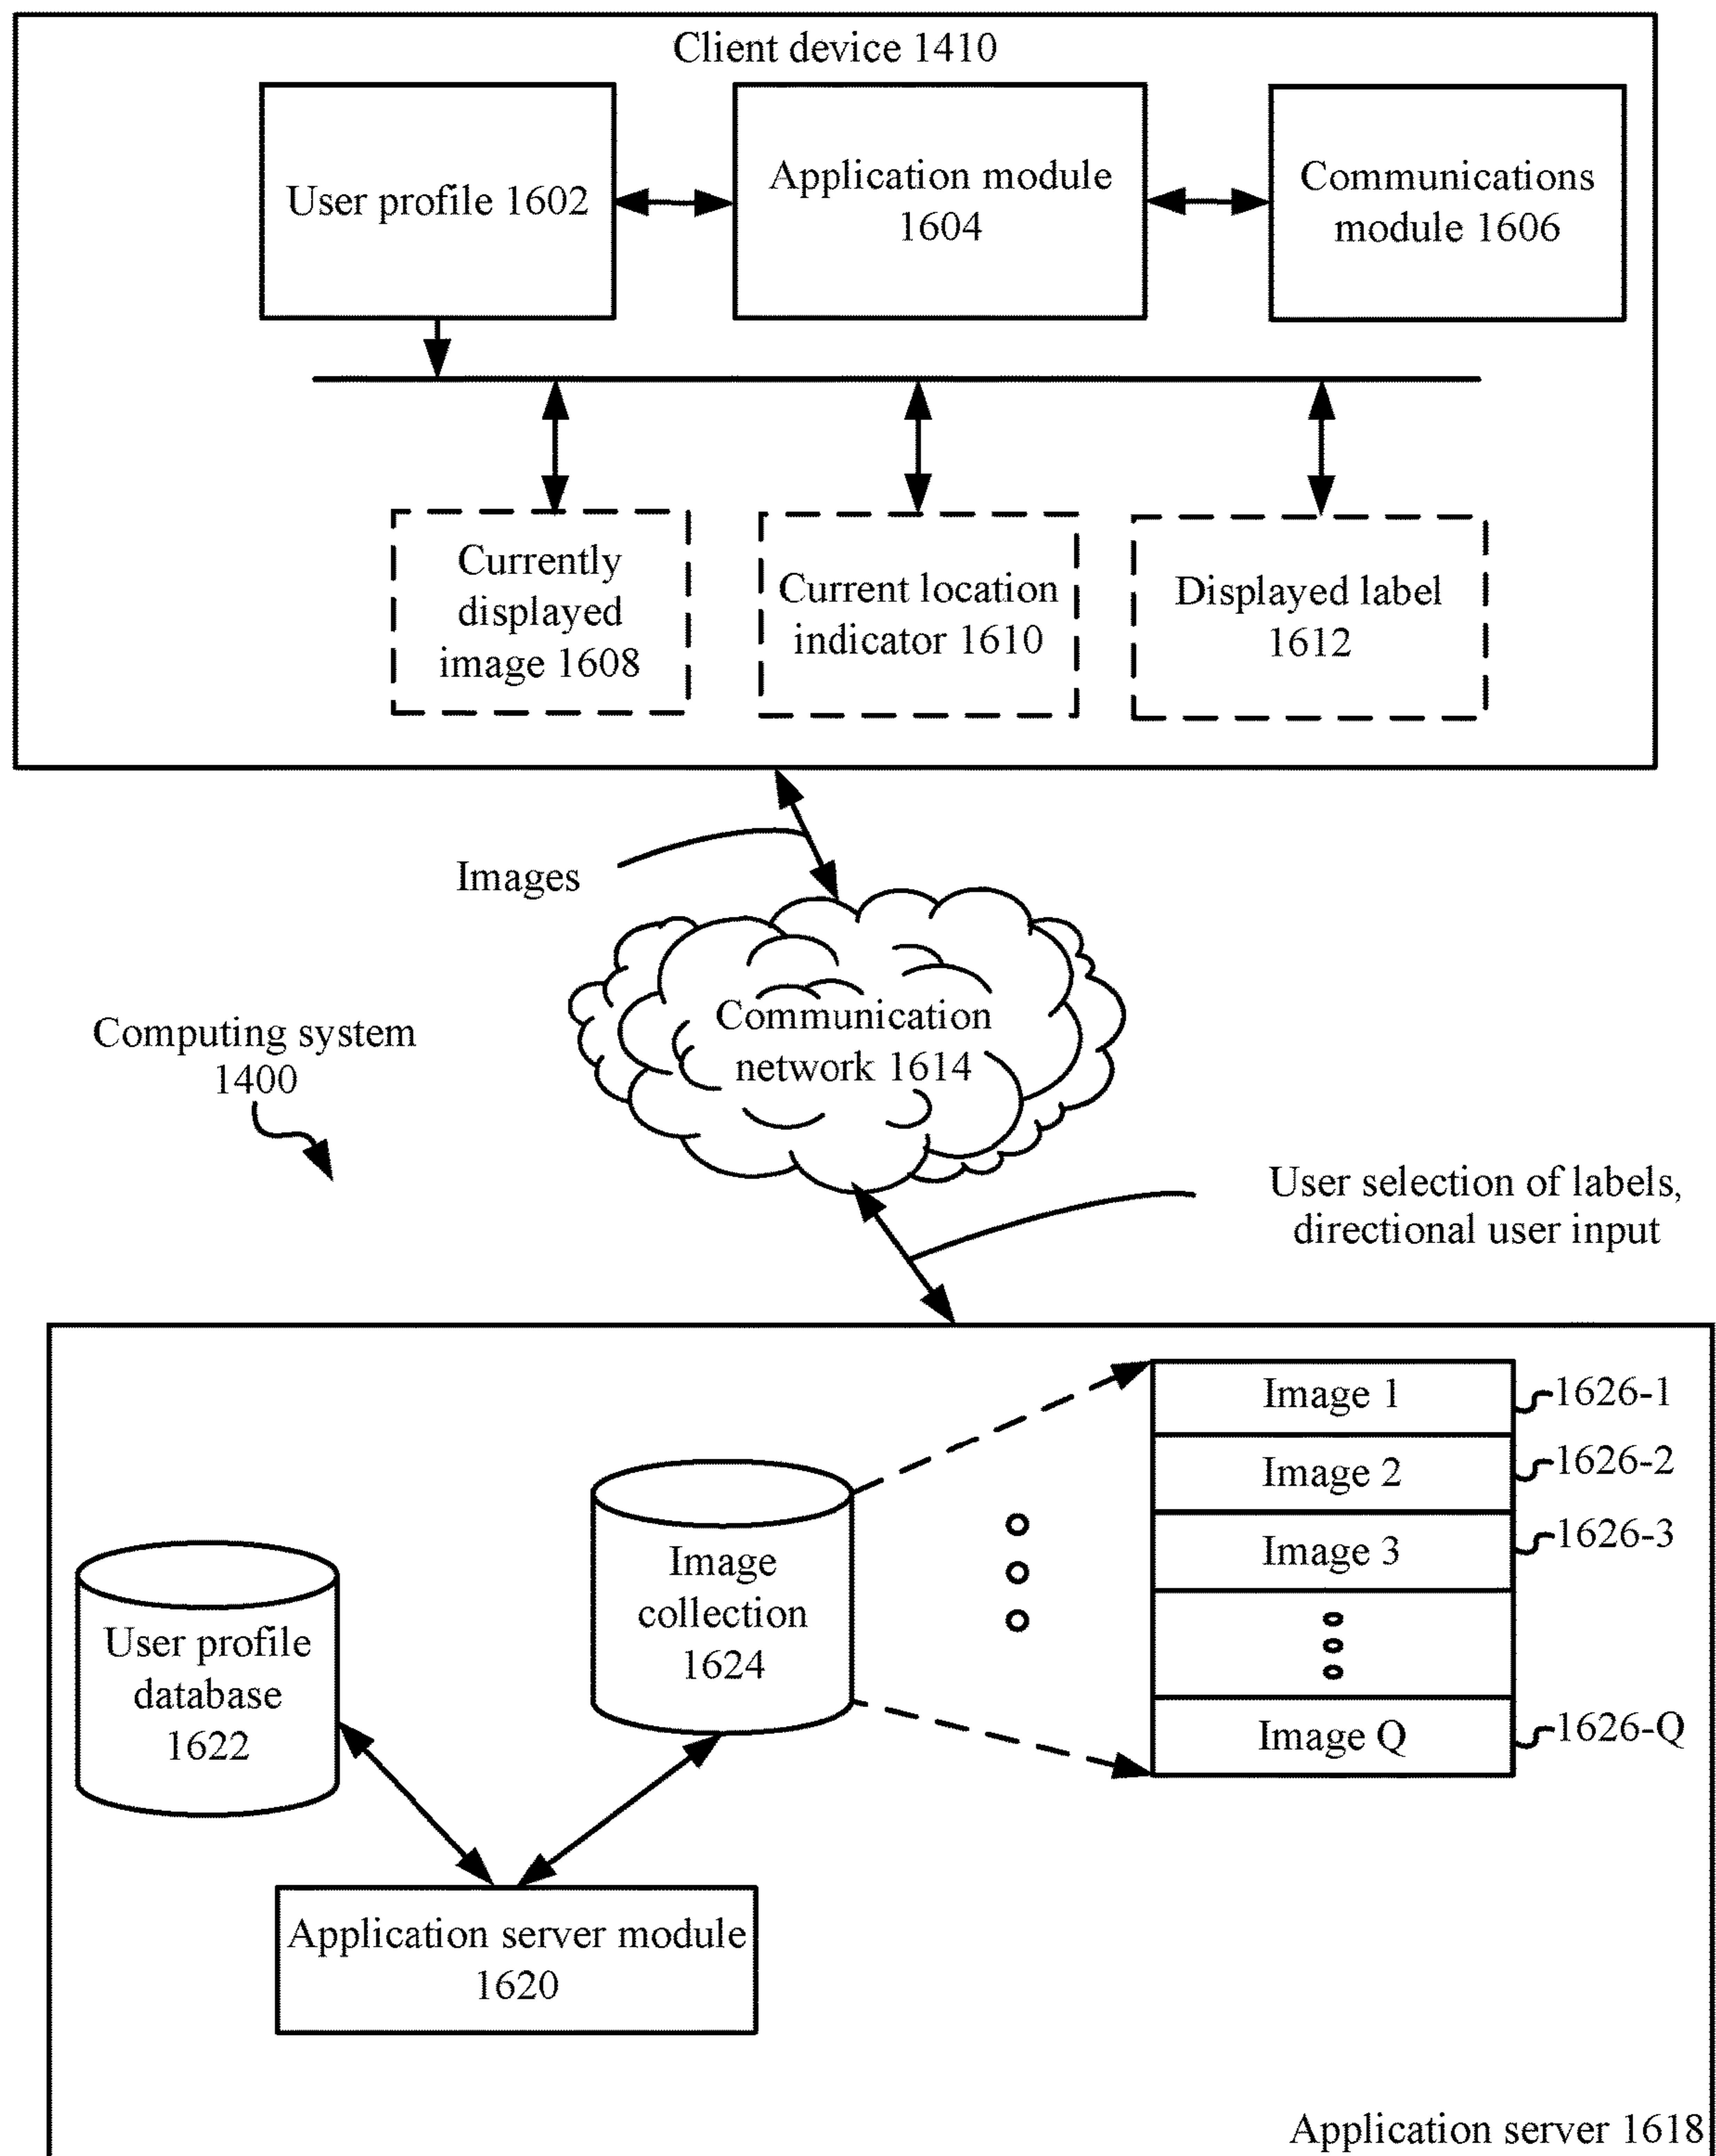 Client device 1410
User profile 1602
Application module
1604
Communications
module 1606
Currently
displayed
image 1608
Current location
indicator 1610
Displayed label
1612
Images
Communication
network 1614
Computing system
1400
User selection of labels,
directional user input
Image 1
1626-1
Image 2
1626-2
Image 3
1626-3
Image Q
1626-Q
Image
collection
1624
User profile
database
1622
Application server module
1620
Application server 1618